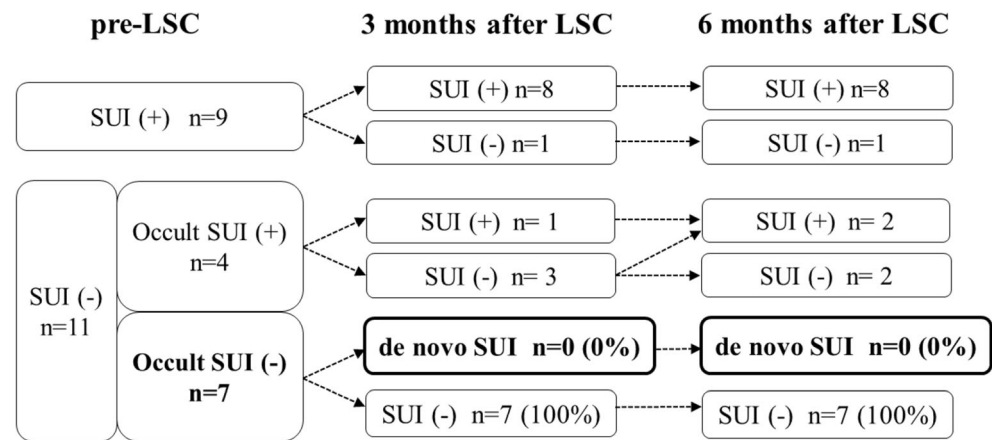 pre-LSC 3 months after LSC 6 months after LSC
SUI (+) n=9
SUI (+) n=8
SUI (+) n=8
SUI (-) n=1
SUI (-) n=1
SUI (-)
n=11
Occult SUI (+)
n=4
SUI (+) n= 1
SUI (+) n= 2
SUI (-) n= 3
SUI (-) n= 2
Occult SUI (-)
n=7
de novo SUI n=0 (0%)
de novo SUI n=0 (0%)
SUI (-) n=7 (100%)
SUI (-) n=7 (100%)